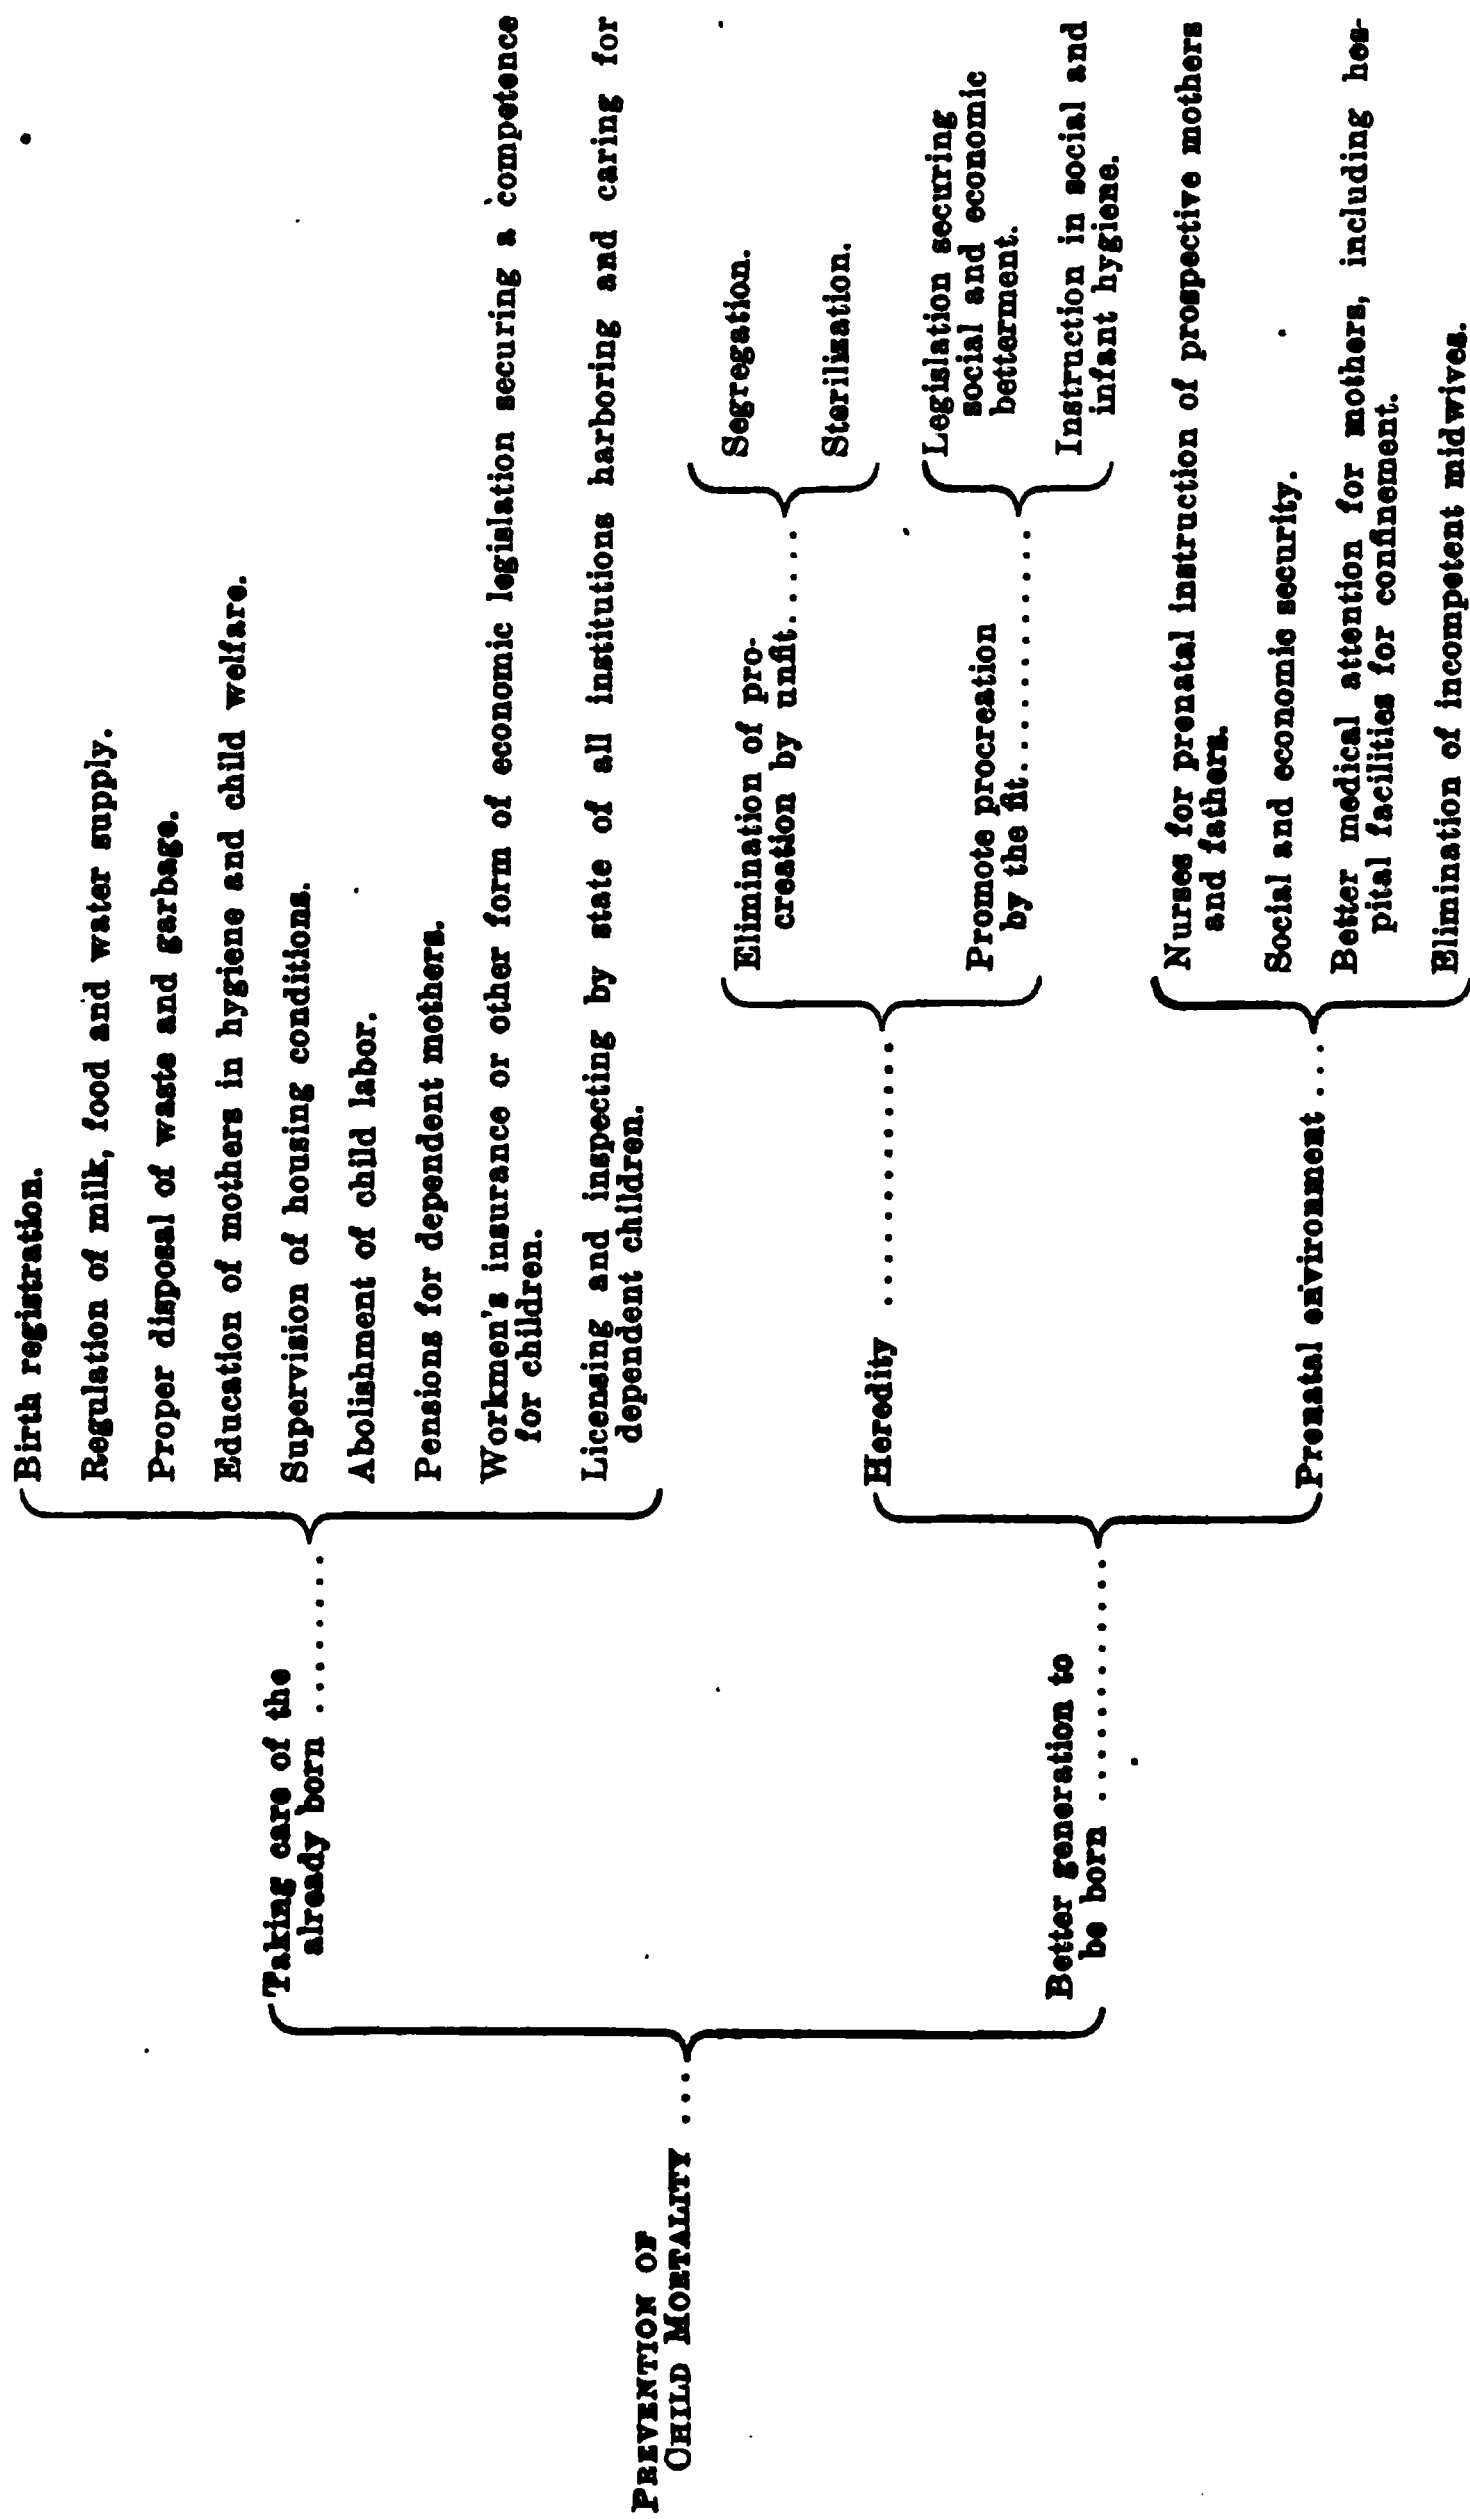 PREVENTION OF
CHILD MORTALITY ...
Taking care of the
already born ........
Birth registration.
Regulation of milk, food and water supply.
Proper disposal of waste and garbage.
Education of mothers in hygiene and child welfare.
Supervision of housing conditions.
Abolishment of child labor.
Pensions for dependent mothers.
Workmen's insurance or other form of economic legislation securing a competence
for children.
Licensing and inspecting by state of all institutions harboring and caring for
dependent children.
Better generation to
be born ............
Heredity .............
Elimination of pro-
creation by unfit.....
Segregation.
Sterilization.
Promote procreation
by the fit............
Legislation securing
social and economic
betterment.
Instruction in social and
infant hygiene.
Prenatal environment ...
Nurses for prenatal instruction of prospective mothers
and fathers.
Social and economic security.
Better medical attention for mothers, including hos-
pital facilities for confinement.
Elimination of incompetent midwives.